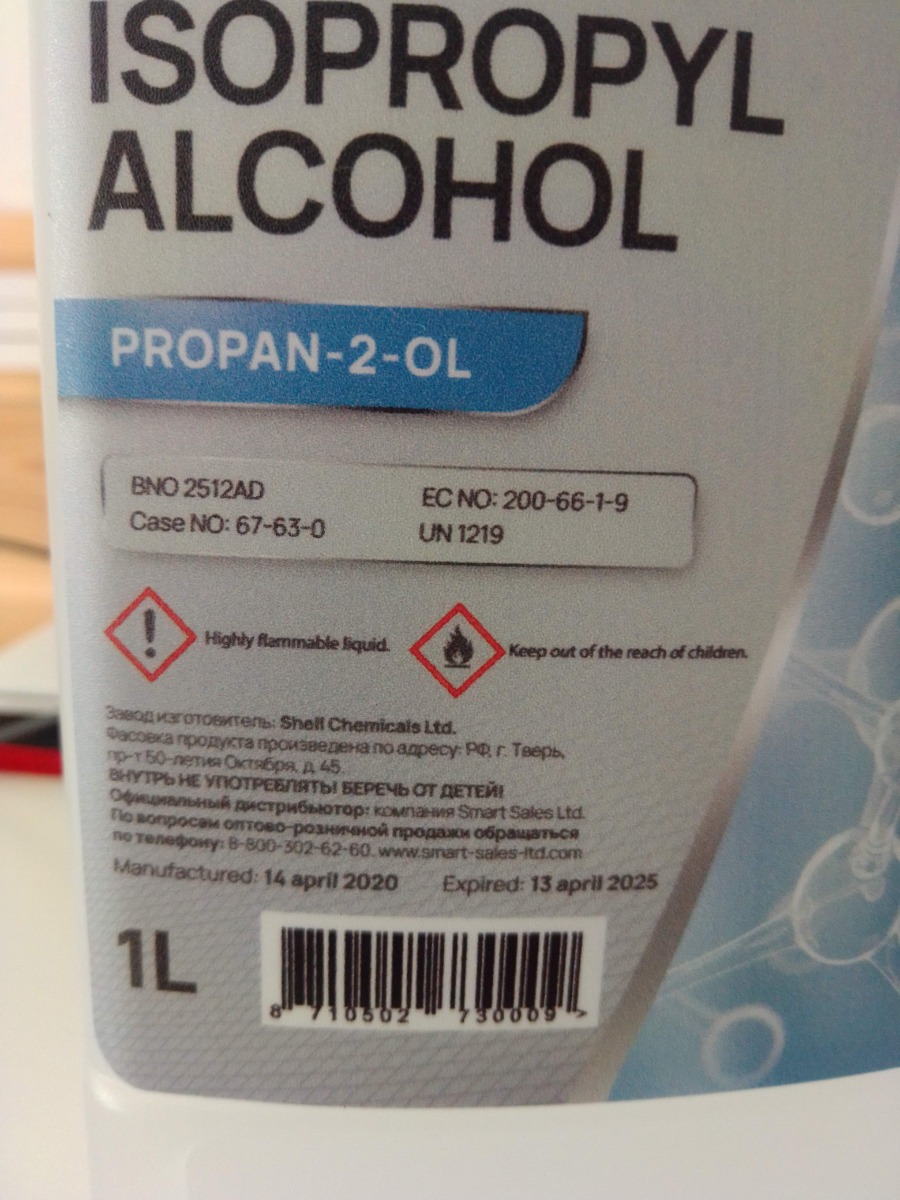 ISOPROPYL
ALCOHOL
PROPAN-2-OL
BNO 2512AD
EC NO: 200-66-1-9
Case NO: 67-63-0
UN 1219
Highly flammable liquid.
Keep out of the reach of children.
Завод изготовитель: Shell Chemicals Ltd.
Фасовка продукта произведена по адресу: РФ, г. Тверь,
пр-т 50-летия Октября, д. 45.
ВНУТРЬ НЕ УПОТРЕБЛЯТЬ! БЕРЕЧЬ ОТ ДЕТЕЙ!
Официальный дистрибьютор: компания Smart Sales Ltd.
По вопросам оптово-розничной продажи обращаться
по телефону: 8-800-302-62-60. www.smart-sales-ltd.com
Manufactured: 14 april 2020 Expired: 13 april 2025
1L
8 710502 730009 >